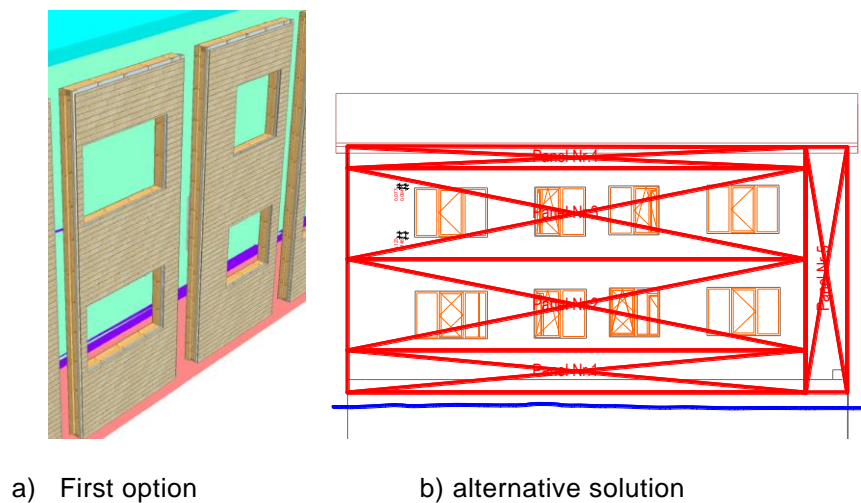 Panel Nr.4
Panel Nr.3
Panel Nr.5
Panel Nr.2
Panel Nr.1
a) First option
b) alternative solution